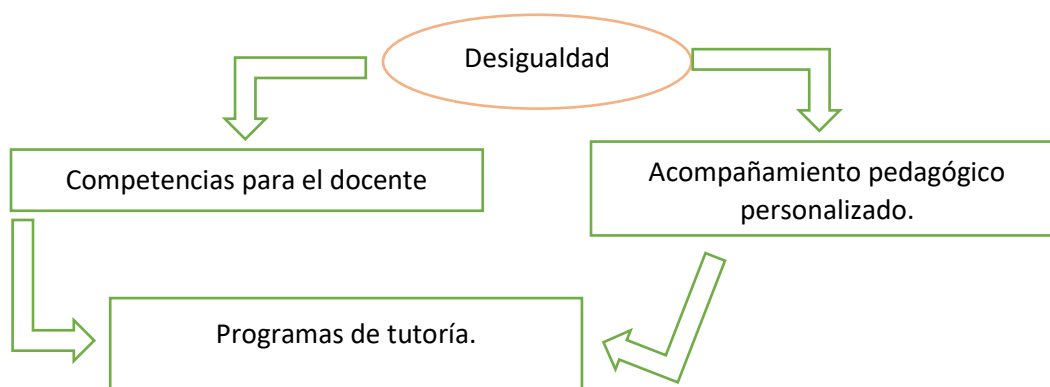 Desigualdad
Competencias para el docente
Acompañamiento pedagógico
personalizado.
Programas de tutoría.